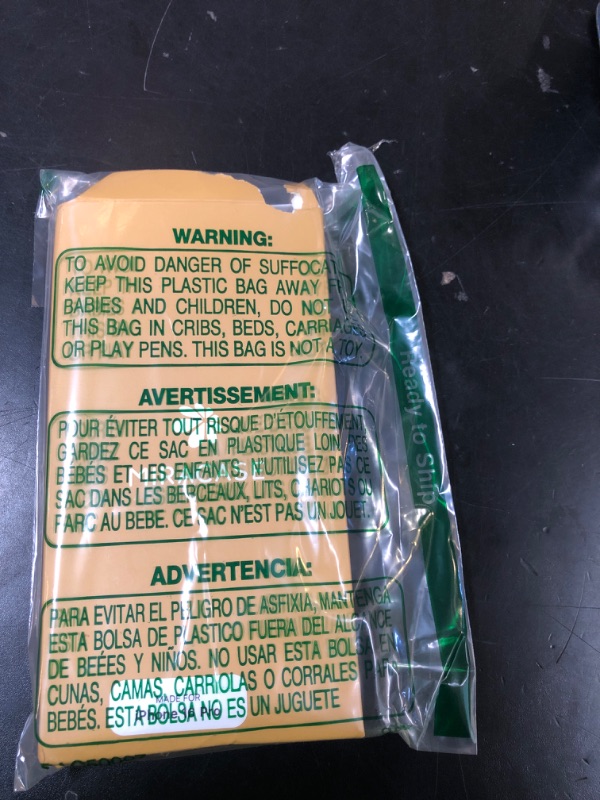 WARNING:
TO AVOID DANGER OF SUFFOCAT
KEEP THIS PLASTIC BAG AWAY F
BABIES AND CHILDREN, DO NOT
THIS BAG IN CRIBS, BEDS, CARRIAGES
OR PLAY PENS. THIS BAG IS NOT A TOY.
AVERTISSEMENT:
POUR ÉVITER TOUT RISQUE D'ÉTOUFFEMENT
GARDEZ CE SAC EN PLASTIQUE LOIN DES
BÉBÉS ET LES ENFANTS, N'UTILISEZ PAS CE
SAC DANS LES BERCEAUX, LITS, CHARIOTS OU
PARC AU BEBE. CE SAC N'EST PAS UN JOUET.
ADVERTENCIA:
PARA EVITAR EL PELIGRO DE ASFIXIA, MANTENGA
ESTA BOLSA DE PLASTICO FUERA DEL ALCANCE
DE BEÉES Y NINOS. NO USAR ESTA BOLSA EN
CUNAS, CAMAS, CARRIOLAS O CORRALES PARA
BEBÉS. ESTA BOLSA NO ES UN JUGUETE
MADE FOR
Ready to Ship